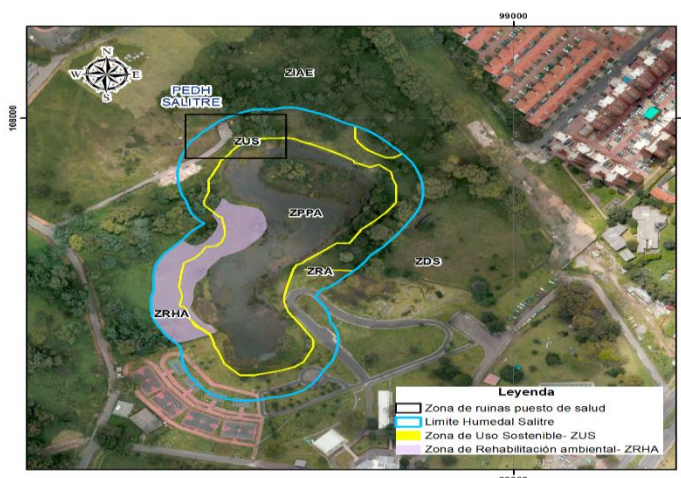 99000
108000
N
W E
S
ZIAE
PEDH
SALITRE
ZUS
ZPPA
ZRA
ZDS
ZRHA
Leyenda
Zona de ruinas puesto de salud
Limite Humedal Salitre
Zona de Uso Sostenible- ZUS
Zona de Rehabilitación ambiental- ZRHA